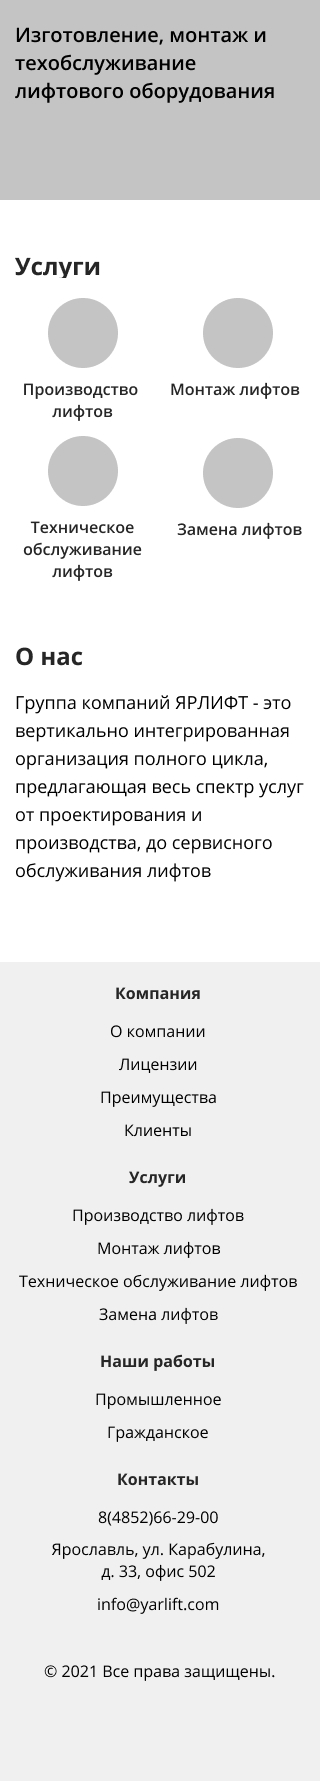 Изготовление, монтаж и
техобслуживание
лифтового оборудования
Услуги
Производство
лифтов
Монтаж лифтов
Техническое
обслуживание
лифтов
Замена лифтов
О нас
Группа компаний ЯРЛИФТ - это
вертикально интегрированная
организация полного цикла,
предлагающая весь спектр услуг
от проектирования и
производства, до сервисного
обслуживания лифтов
Компания
О компании
Лицензии
Преимущества
Клиенты
Услуги
Производство лифтов
Монтаж лифтов
Техническое обслуживание лифтов
Замена лифтов
Наши работы
Промышленное
Гражданское
Контакты
8(4852)66-29-00
Ярославль, ул. Карабулина,
д. 33, офис 502
info@yarlift.com
© 2021 Все права защищены.